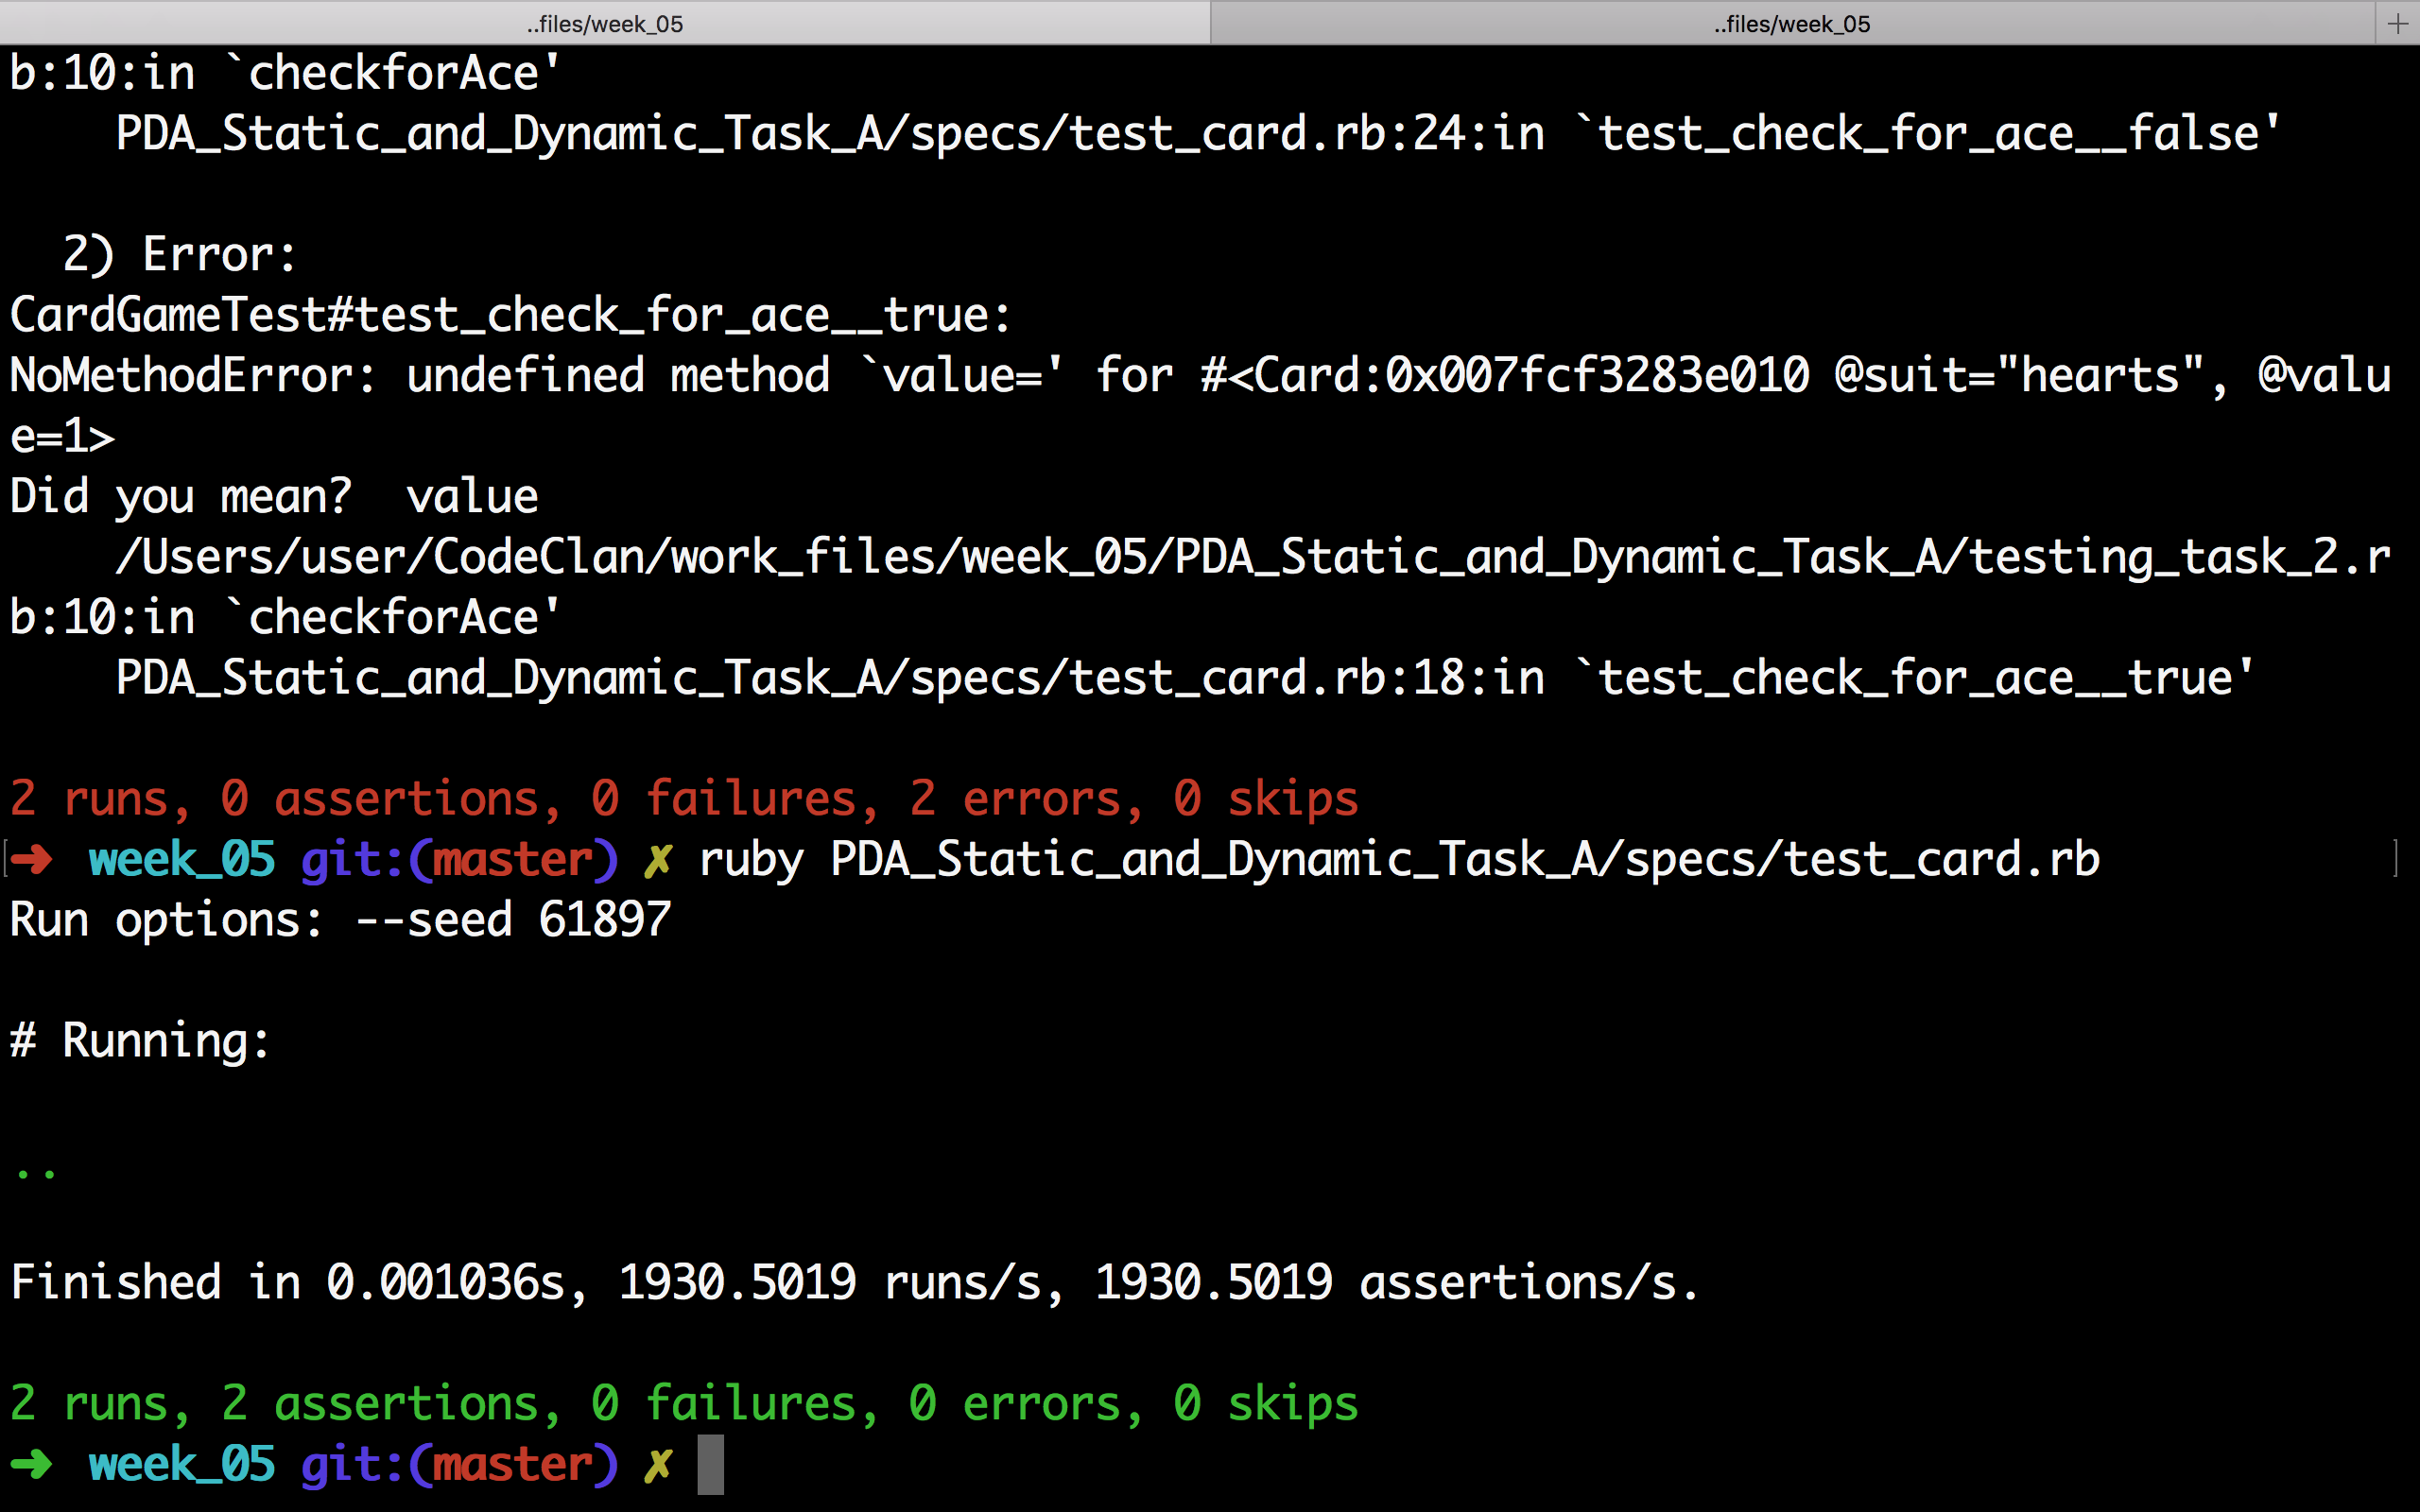 ..files/week_05
..files/week_05
+
b:10:in `checkforAce'
    PDA_Static_and_Dynamic_Task_A/specs/test_card.rb:24:in `test_check_for_ace__false'
  2) Error:
CardGameTest#test_check_for_ace__true:
NoMethodError: undefined method `value=' for #<Card:0x007fcf3283e010 @suit="hearts", @valu
e=1>
Did you mean?  value
    /Users/user/CodeClan/work_files/week_05/PDA_Static_and_Dynamic_Task_A/testing_task_2.r
b:10:in `checkforAce'
    PDA_Static_and_Dynamic_Task_A/specs/test_card.rb:18:in `test_check_for_ace__true'
2 runs, 0 assertions, 0 failures, 2 errors, 0 skips
[➜  week_05 git:(master) ✗ ruby PDA_Static_and_Dynamic_Task_A/specs/test_card.rb ]
Run options: --seed 61897
# Running:
..
Finished in 0.001036s, 1930.5019 runs/s, 1930.5019 assertions/s.
2 runs, 2 assertions, 0 failures, 0 errors, 0 skips
➜  week_05 git:(master) ✗